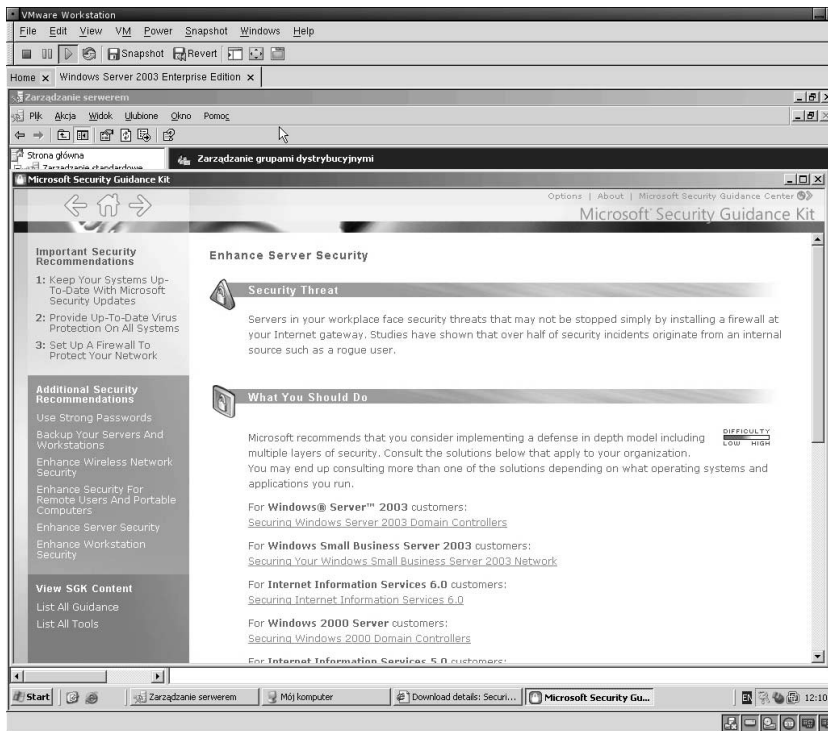 VMware Workstation
File Edit View VM Power Snapshot Windows Help
Snapshot Revert
Home Windows Server 2003 Enterprise Edition
Zarządzanie serwerem
Plik Akcja Widok Ulubione Okno Pomoc
Strona główna
Zarządzanie standardowe
Zarządzanie grupami dystrybucyjnymi
Microsoft Security Guidance Kit
Options | About | Microsoft Security Guidance Center
Microsoft Security Guidance Kit
Important Security
Recommendations
1: Keep Your Systems Up-
To-Date With Microsoft
Security Updates
2: Provide Up-To-Date Virus
Protection On All Systems
3: Set Up A Firewall To
Protect Your Network
Additional Security
Recommendations
Use Strong Passwords
Backup Your Servers And
Workstations
Enhance Wireless Network
Security
Enhance Security For
Remote Users And Portable
Computers
Enhance Server Security
Enhance Workstation
Security
View SGK Content
List All Guidance
List All Tools
Enhance Server Security
Security Threat
Servers in your workplace face security threats that may not be stopped simply by installing a firewall at
your Internet gateway. Studies have shown that over half of security incidents originate from an internal
source such as a rogue user.
What You Should Do
Microsoft recommends that you consider implementing a defense in depth model including
multiple layers of security. Consult the solutions below that apply to your organization.
You may end up consulting more than one of the solutions depending on what operating systems and
applications you run.
DIFFICULTY
LOW HIGH
For Windows® Server™ 2003 customers:
Securing Windows Server 2003 Domain Controllers
For Windows Small Business Server 2003 customers:
Securing Your Windows Small Business Server 2003 Network
For Internet Information Services 6.0 customers:
Securing Internet Information Services 6.0
For Windows 2000 Server customers:
Securing Windows 2000 Domain Controllers
For Internet Information Services 5.0 customers:
Start Zarządzanie serwerem Mój komputer Download details: Securi... Microsoft Security Gu... EN 12:10